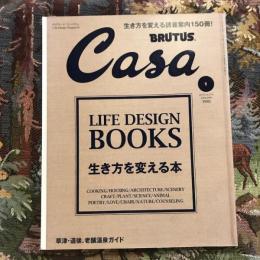 生き方を変える読書案内150冊!
BRUTUS
Casa
1
LIFE DESIGN
BOOKS
生き方を変える本
COOKING/HOUSING/ARCHITECTURE/SCENERY
CRAFT/PLANT/SCIENCE/ANIMAL
POETRY/LOVE/CHAIR/NATURE/COUNSELING
草津・道後、老舗温泉ガイド